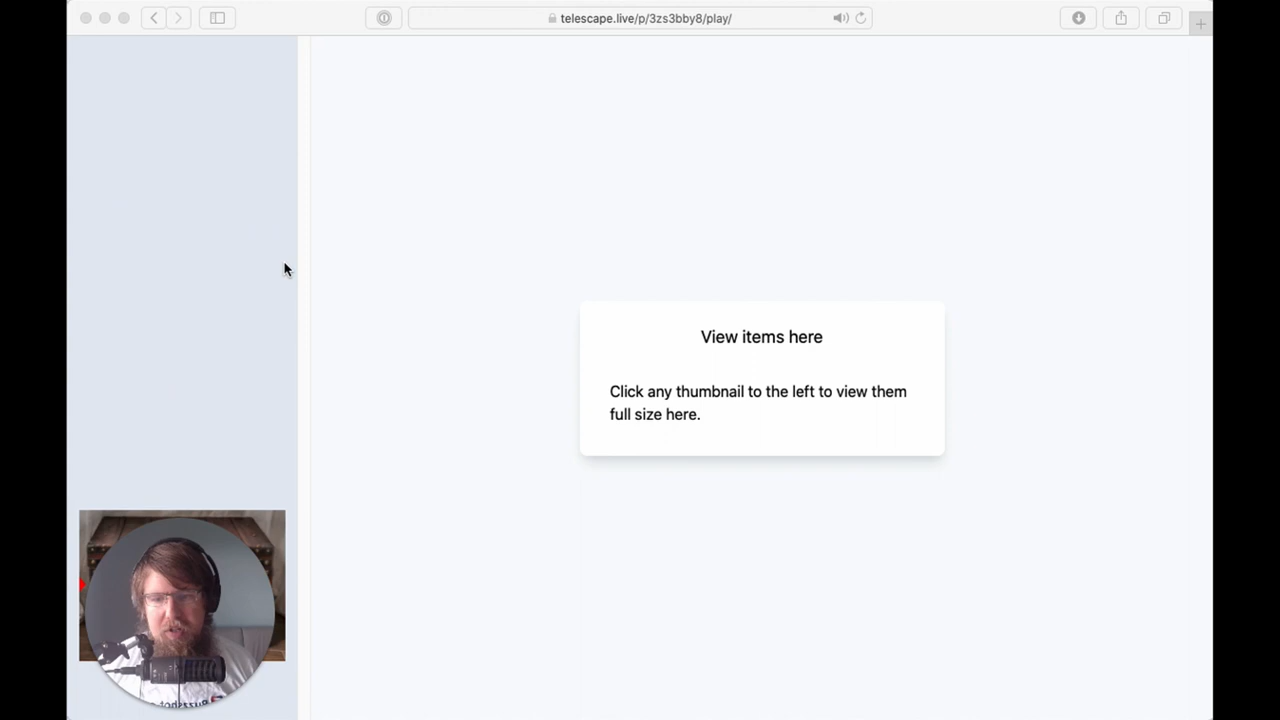 telescape.live/p/3zs3bby8/play/
View items here
Click any thumbnail to the left to view them
full size here.